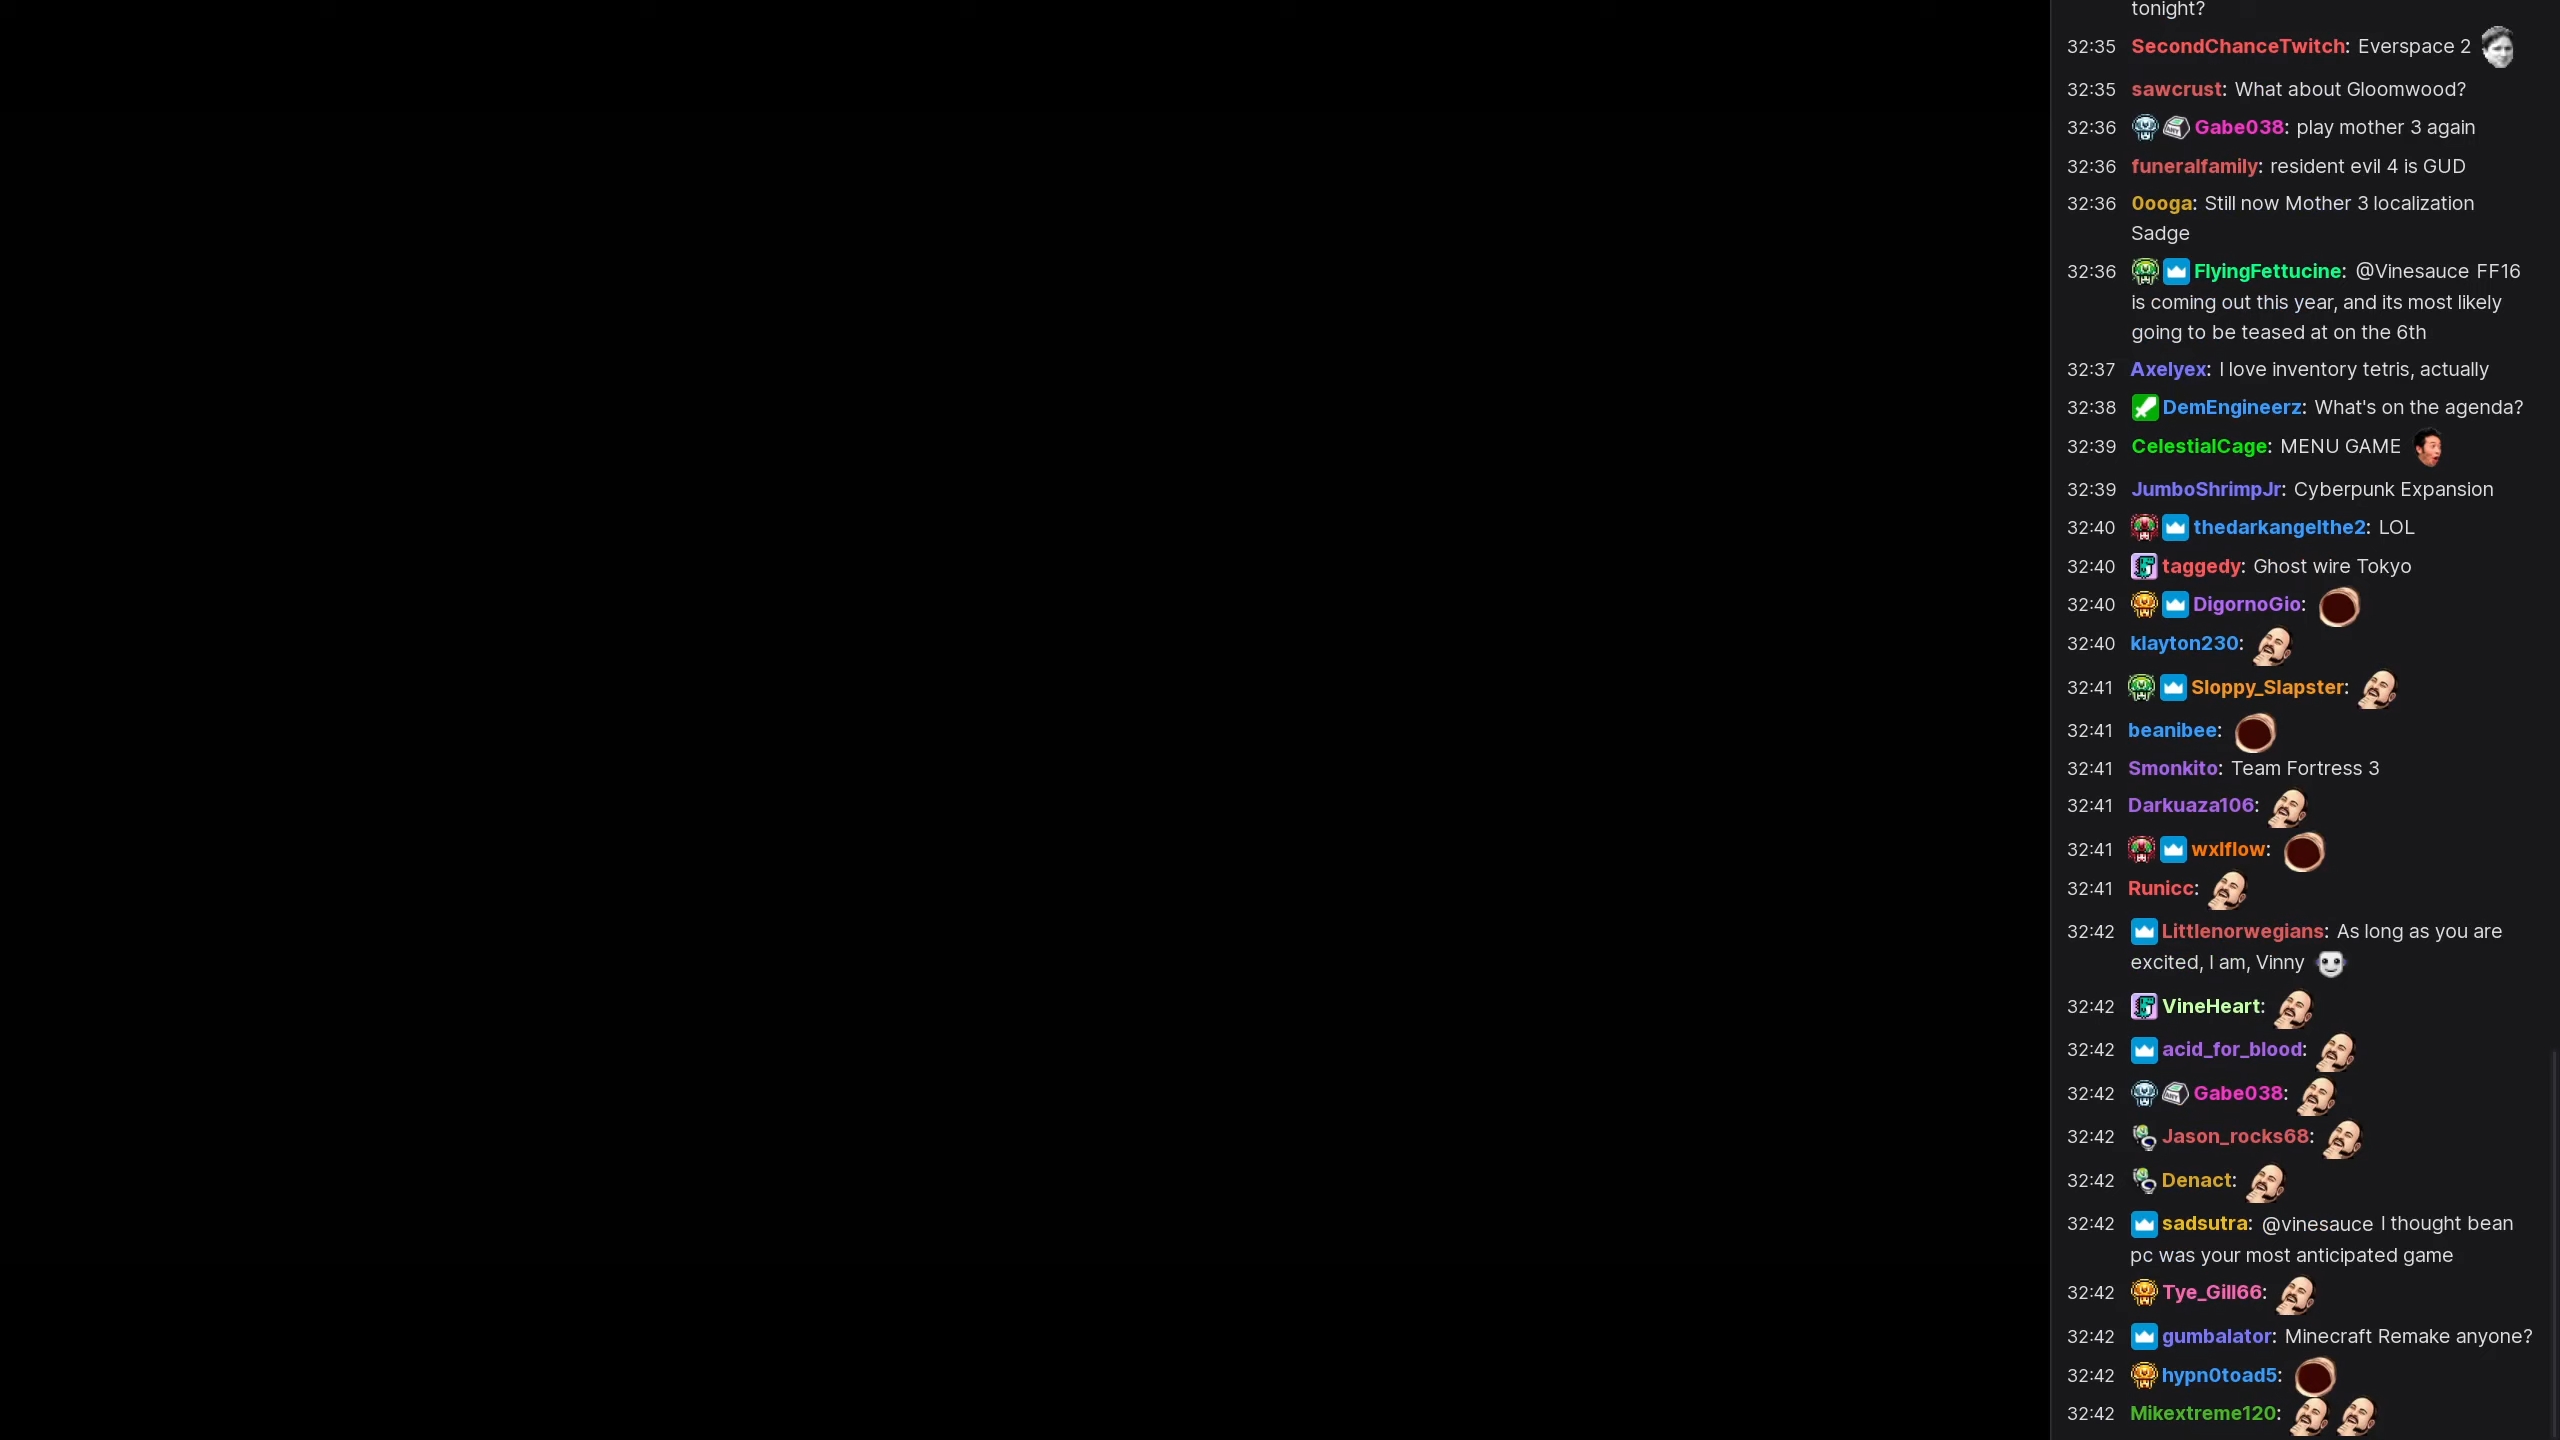 tonight?
32:35 SecondChanceTwitch: Everspace 2
32:35 sawcrust: What about Gloomwood?
32:36 Gabe038: play mother 3 again
32:36 funeralfamily: resident evil 4 is GUD
32:36 0ooga: Still now Mother 3 localization
Sadge
32:36 FlyingFettucine: @Vinesauce FF16
is coming out this year, and its most likely
going to be teased at on the 6th
32:37 Axelyex: I love inventory tetris, actually
32:38 DemEngineerz: What's on the agenda?
32:39 CelestialCage: MENU GAME
32:39 JumboShrimpJr: Cyberpunk Expansion
32:40 thedarkangelthe2: LOL
32:40 taggedy: Ghost wire Tokyo
32:40 DigornoGio:
32:40 klayton230:
32:41 Sloppy_Slapster:
32:41 beanibee:
32:41 Smonkito: Team Fortress 3
32:41 Darkuaza106:
32:41 wxlflow:
32:41 Runicc:
32:42 Littlenorwegians: As long as you are
excited, I am, Vinny
32:42 VineHeart:
32:42 acid_for_blood:
32:42 Gabe038:
32:42 Jason_rocks68:
32:42 Denact:
32:42 sadsutra: @vinesauce I thought bean
pc was your most anticipated game
32:42 Tye_Gill66:
32:42 gumbalator: Minecraft Remake anyone?
32:42 hypn0toad5:
32:42 Mikextreme120: